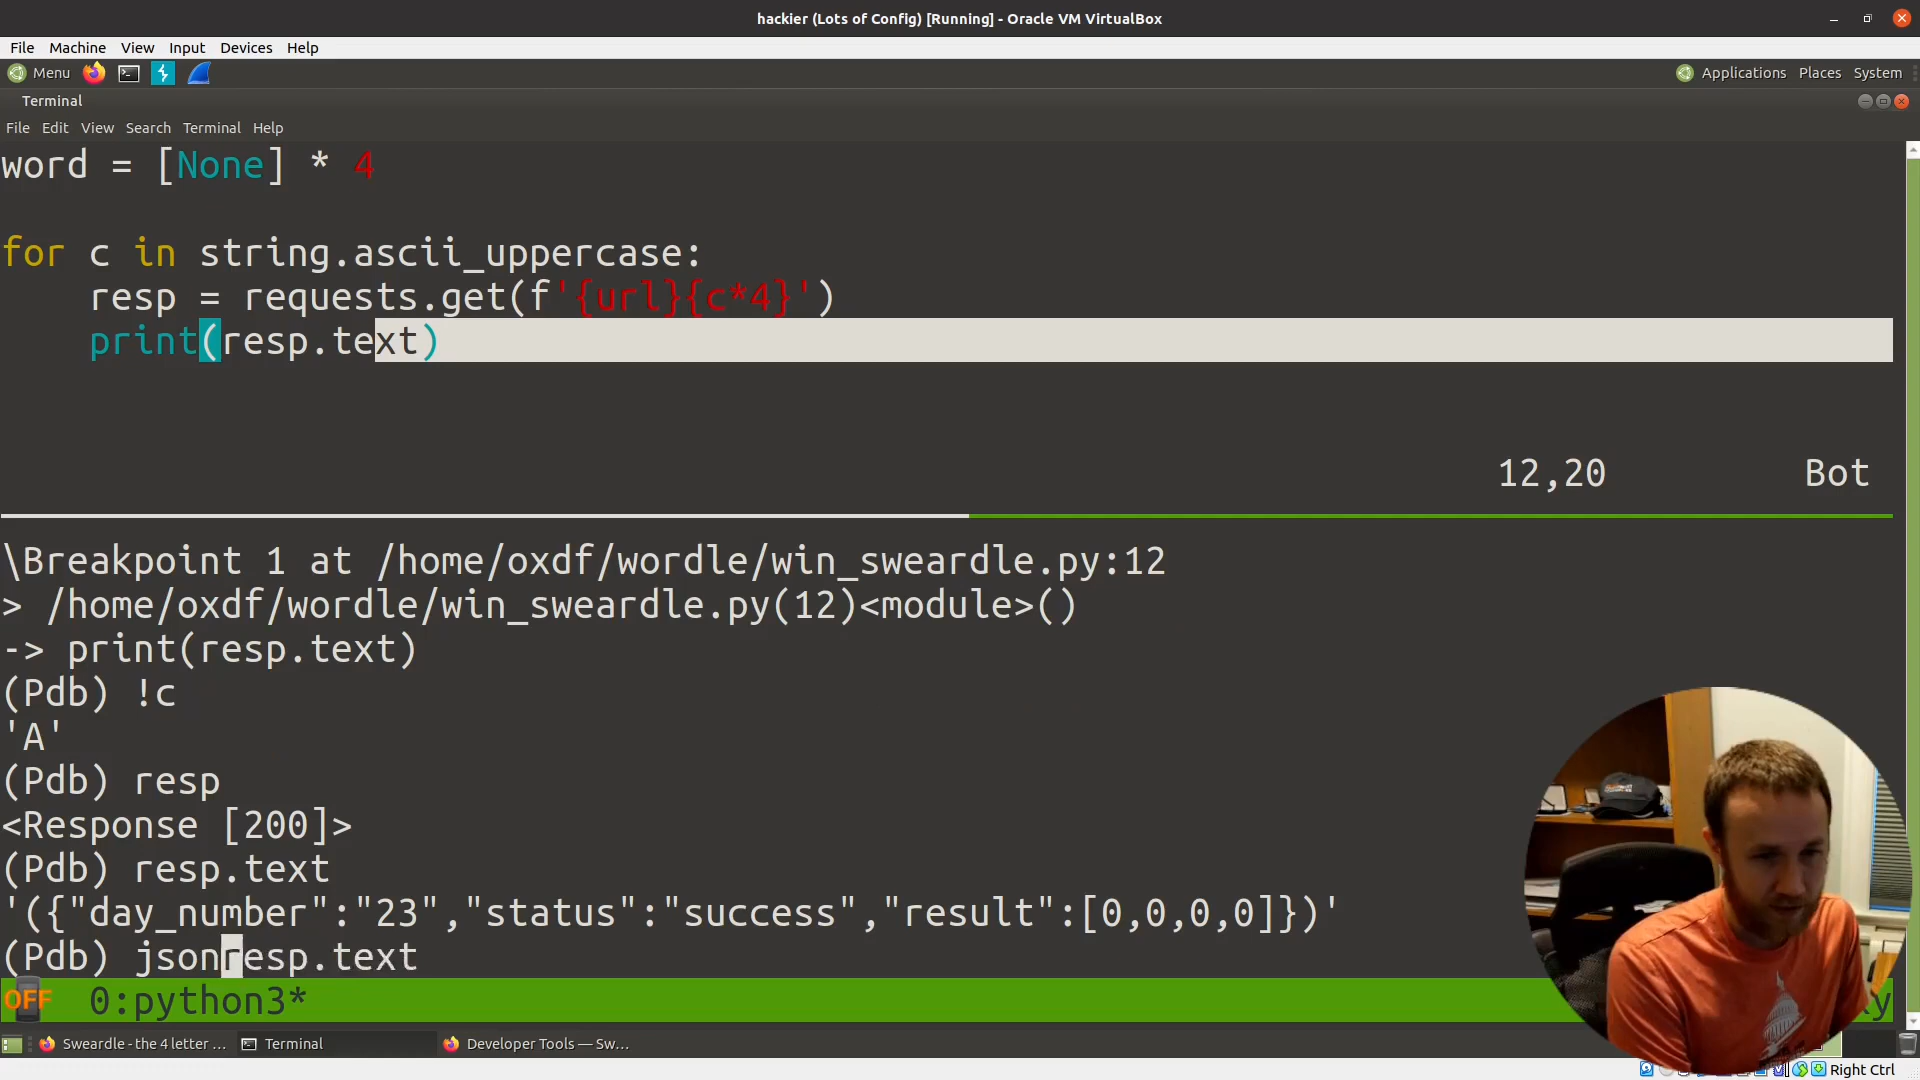 hackier (Lots of Config) [Running] - Oracle VM VirtualBox
File Machine View Input Devices Help
Menu
Applications Places System
Terminal
File Edit View Search Terminal Help
word = [None] * 4
for c in string.ascii_uppercase:
    resp = requests.get(f'{url}{c*4}')
    print(resp.text)
12,20 Bot
\Breakpoint 1 at /home/oxdf/wordle/win_sweardle.py:12
> /home/oxdf/wordle/win_sweardle.py(12)<module>()
-> print(resp.text)
(Pdb) !c
'A'
(Pdb) resp
<Response [200]>
(Pdb) resp.text
'({"day_number":"23","status":"success","result":[0,0,0,0]})'
(Pdb) jsonresp.text
OFF 0:python3*
Sweardle - the 4 letter ... Terminal Developer Tools — Sw...
Right Ctrl